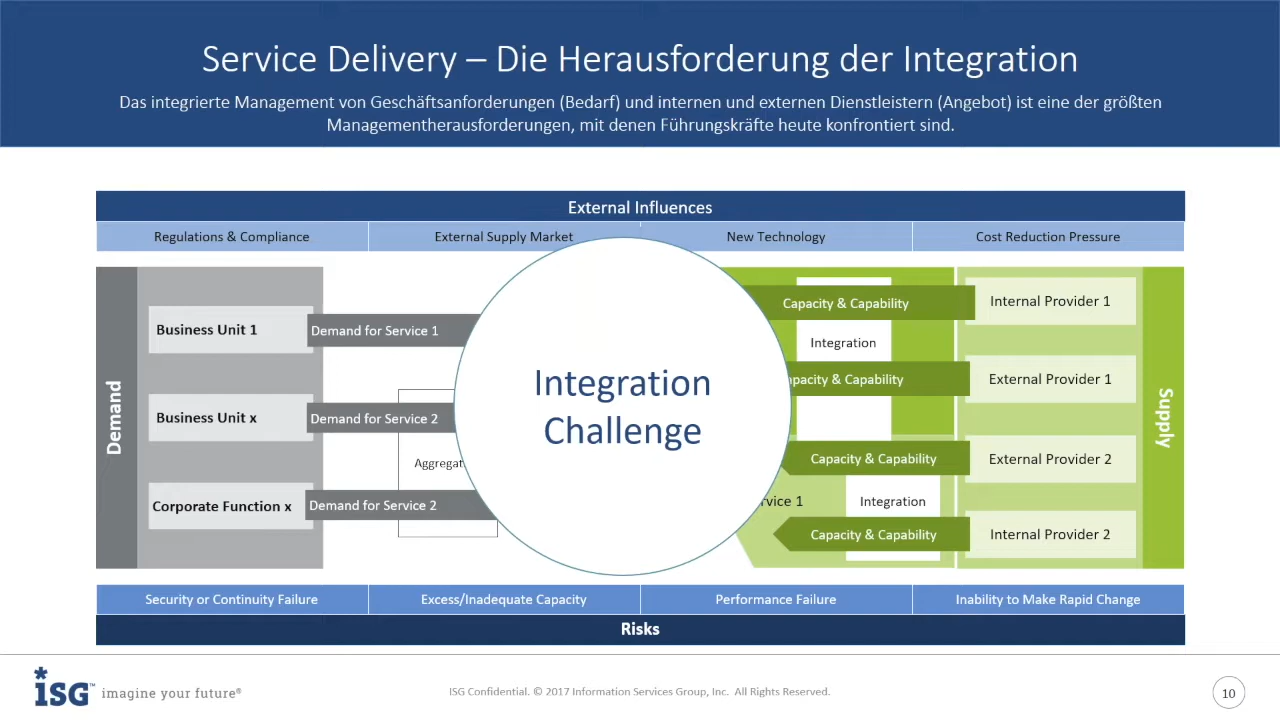 Service Delivery – Die Herausforderung der Integration
Das integrierte Management von Geschäftsanforderungen (Bedarf) und internen und externen Dienstleistern (Angebot) ist eine der größten
Managementherausforderungen, mit denen Führungskräfte heute konfrontiert sind.
External Influences
Regulations & Compliance
External Supply Market
New Technology
Cost Reduction Pressure
Demand
Business Unit 1
Demand for Service 1
Business Unit x
Demand for Service 2
Aggregat
Corporate Function x
Demand for Service 2
Integration
Challenge
Capacity & Capability
Internal Provider 1
Integration
apacity & Capability
External Provider 1
Capacity & Capability
External Provider 2
rvice 1
Integration
Capacity & Capability
Internal Provider 2
Supply
Security or Continuity Failure
Excess/Inadequate Capacity
Performance Failure
Inability to Make Rapid Change
Risks
*ISG™ imagine your future®
ISG Confidential. © 2017 Information Services Group, Inc. All Rights Reserved.
10